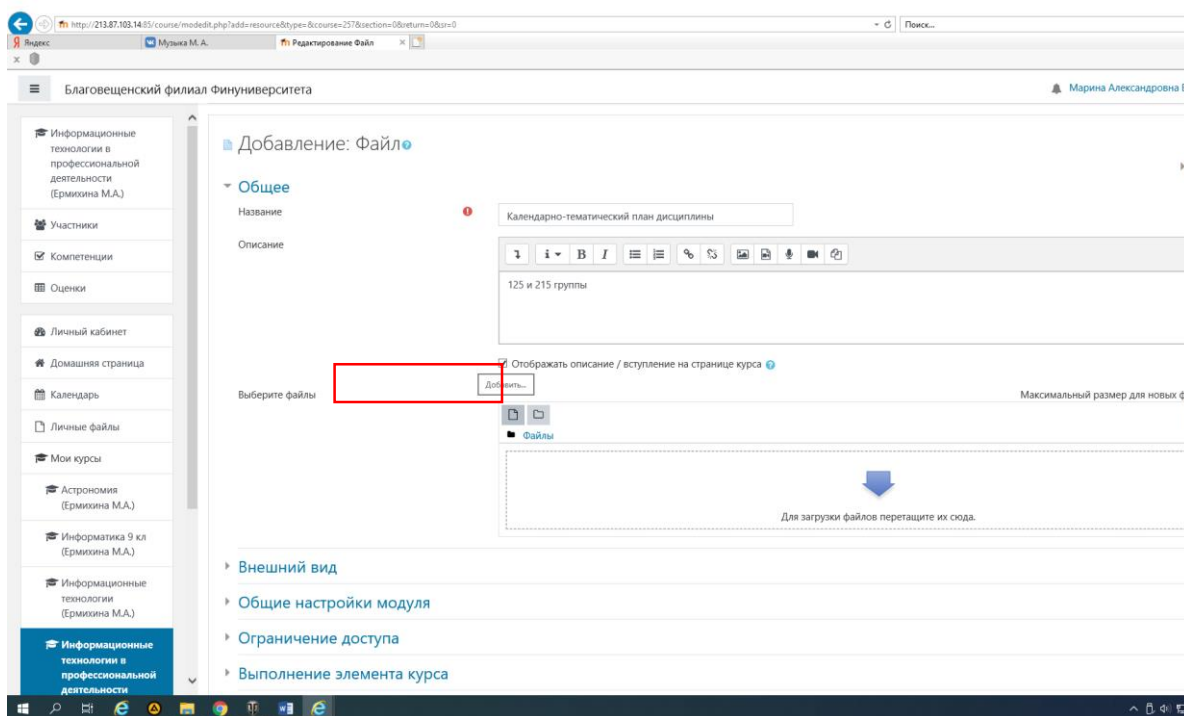 http://213.87.103.14:85/course/modedit.php?add=resource&type=&course=257&section=0&return=0&sr=0
Поиск...
Яндекс
Музыка М. А.
Редактирование Файл
Благовещенский филиал Финуниверситета
Марина Александровна
Информационные
технологии в
профессиональной
деятельности
(Ермихина М.А.)
Участники
Компетенции
Оценки
Личный кабинет
Домашняя страница
Календарь
Личные файлы
Мои курсы
Астрономия
(Ермихина М.А.)
Информатика 9 кл
(Ермихина М.А.)
Информационные
технологии
(Ермихина М.А.)
Информационные
технологии в
профессиональной
деятельности
Добавление: Файл
Общее
Название
Календарно-тематический план дисциплины
Описание
i B I
125 и 215 группы
Отображать описание / вступление на странице курса
Добавить...
Выберите файлы
Максимальный размер для новых ф
Файлы
Для загрузки файлов перетащите их сюда.
Внешний вид
Общие настройки модуля
Ограничение доступа
Выполнение элемента курса